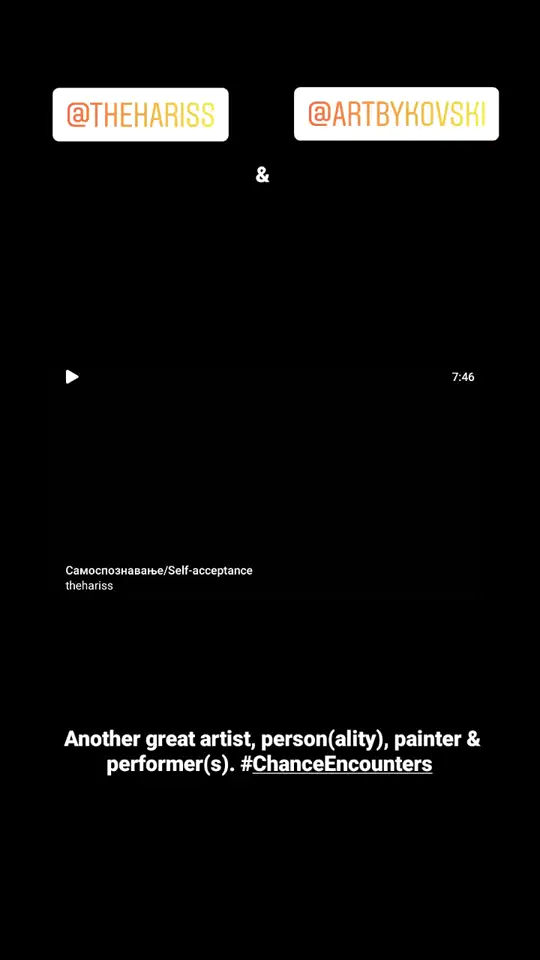 @THEHARISS
@ARTBYKOVSKI
&
7:46
Самоспознавање/Self-acceptance
thehariss
Another great artist, person(ality), painter &
performer(s). #ChanceEncounters